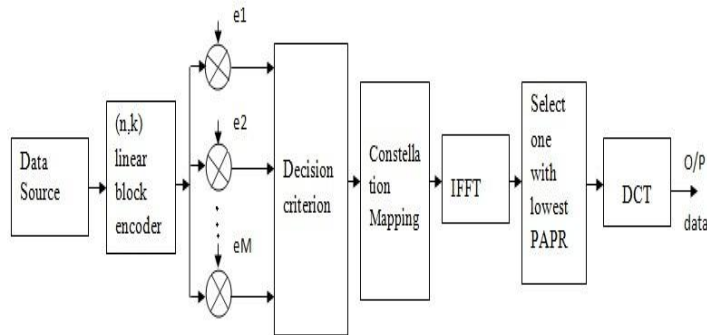 Data
Source
(n,k)
linear
block
encoder
e1
e2
eM
Decision
criterion
Constella
tion
Mapping
IFFT
Select
one
with
lowest
PAPR
DCT
O/P
data